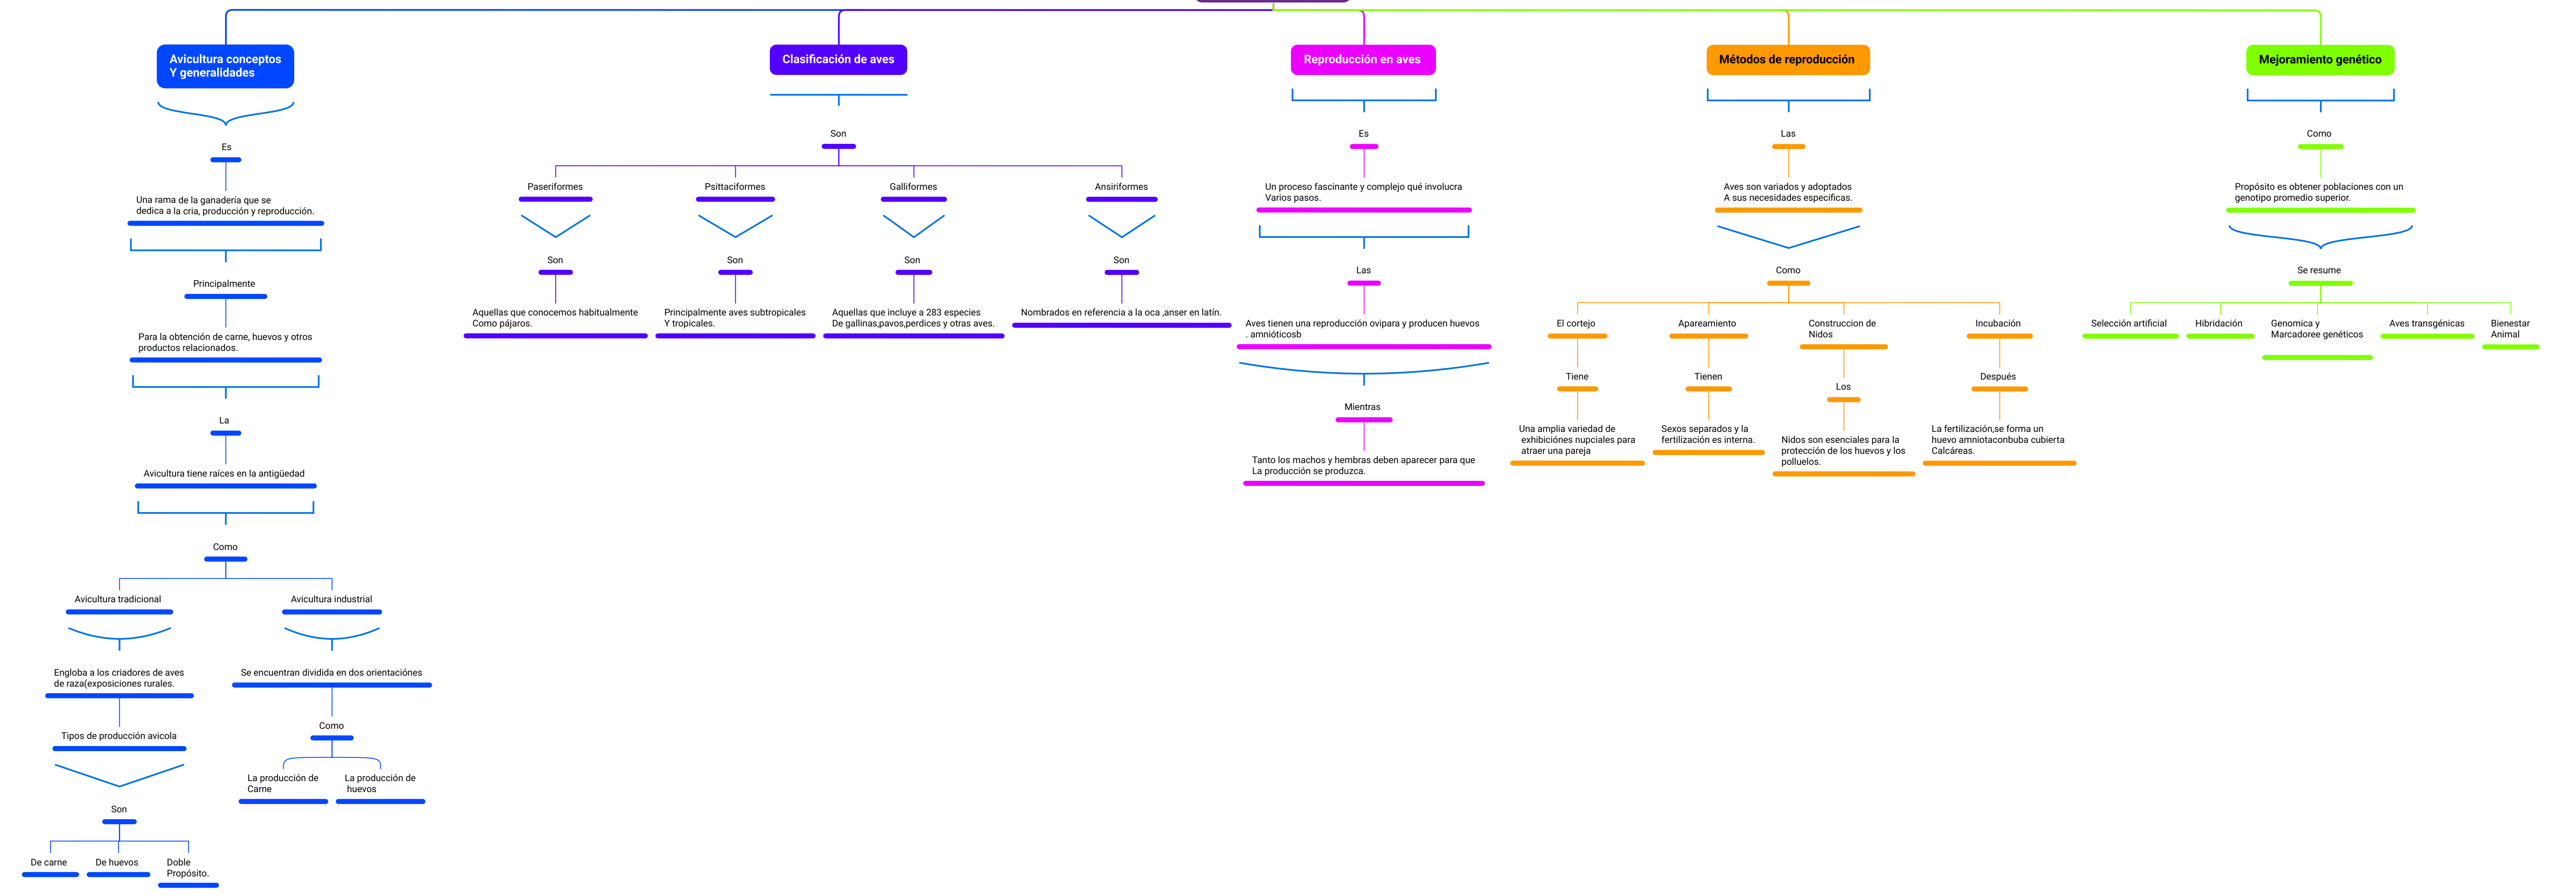 Avicultura conceptos
Y generalidades
Es
Una rama de la ganadería que se
dedica a la cria, producción y reproducción.
Principalmente
Para la obtención de carne, huevos y otros
productos relacionados.
La
Avicultura tiene raíces en la antigüedad
Como
Avicultura tradicional
Engloba a los criadores de aves
de raza(exposiciones rurales.
Tipos de producción avicola
Son
De carne
De huevos
Doble
Propósito.
Avicultura industrial
Se encuentran dividida en dos orientaciónes
Como
La producción de
Carne
La producción de
huevos
Clasificación de aves
Son
Paseriformes
Son
Aquellas que conocemos habitualmente
Como pájaros.
Psittaciformes
Son
Principalmente aves subtropicales
Y tropicales.
Galliformes
Son
Aquellas que incluye a 283 especies
De gallinas,pavos,perdices y otras aves.
Ansiriformes
Son
Nombrados en referencia a la oca ,anser en latín.
Reproducción en aves
Es
Un proceso fascinante y complejo qué involucra
Varios pasos.
Las
Aves tienen una reproducción ovipara y producen huevos
. amnióticosb
Mientras
Tanto los machos y hembras deben aparecer para que
La producción se produzca.
Métodos de reproducción
Las
Aves son variados y adoptados
A sus necesidades especificas.
Como
El cortejo
Tiene
Una amplia variedad de
exhibiciónes nupciales para
atraer una pareja
Apareamiento
Tienen
Sexos separados y la
fertilización es interna.
Construccion de
Nidos
Los
Nidos son esenciales para la
protección de los huevos y los
polluelos.
Incubación
Después
La fertilización,se forma un
huevo amniotaconbuba cubierta
Calcáreas.
Mejoramiento genético
Como
Propósito es obtener poblaciones con un
genotipo promedio superior.
Se resume
Selección artificial
Hibridación
Genomica y
Marcadoree genéticos
Aves transgénicas
Bienestar
Animal